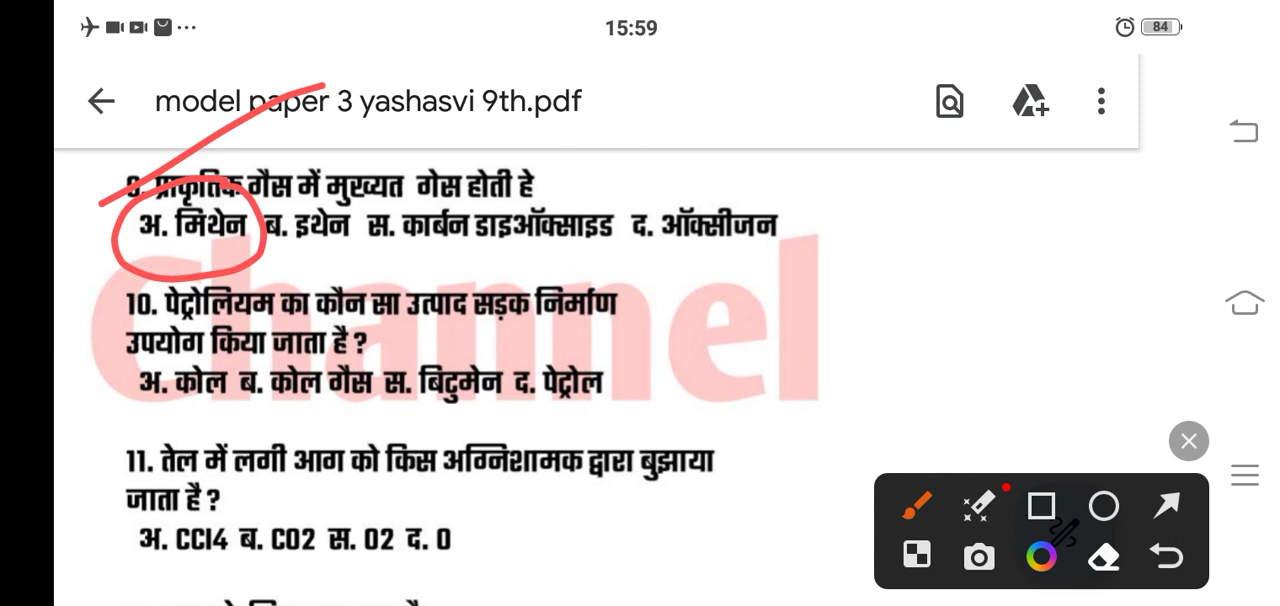 15:59
84
model paper 3 yashasvi 9th.pdf
9. प्राकृतिक गैस में मुख्यत गेस होती हे
अ. मिथेन ब. इथेन स. कार्बन डाइऑक्साइड द. ऑक्सीजन
Channel
10. पेट्रोलियम का कौन सा उत्पाद सड़क निर्माण
उपयोग किया जाता है ?
अ. कोल ब. कोल गैस स. बिटुमेन द. पेट्रोल
11. तेल में लगी आग को किस अग्निशामक द्वारा बुझाया
जाता है ?
अ. CCl4 ब. CO2 स. O2 द. O